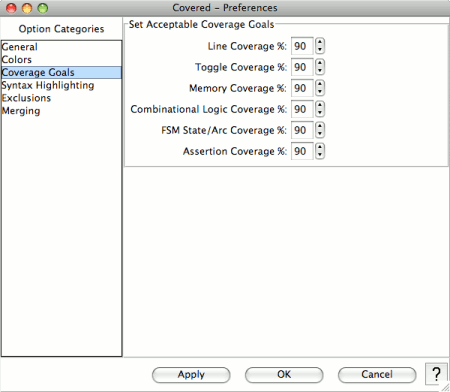 Covered – Preferences
Option Categories
General
Colors
Coverage Goals
Syntax Highlighting
Exclusions
Merging
Set Acceptable Coverage Goals
Line Coverage %: 90
Toggle Coverage %: 90
Memory Coverage %: 90
Combinational Logic Coverage %: 90
FSM State/Arc Coverage %: 90
Assertion Coverage %: 90
Apply OK Cancel ?